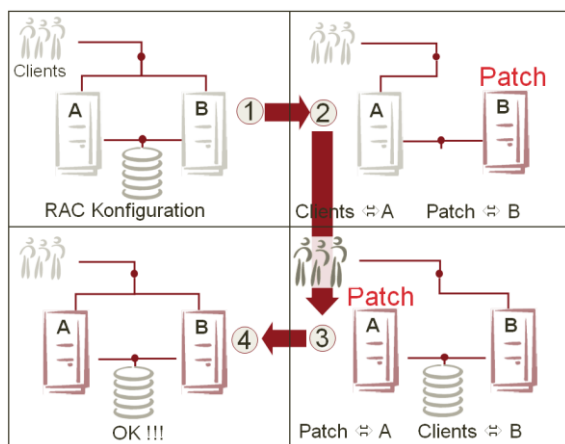 Clients
A
B
RAC Konfiguration
1
2
Patch
A
B
Clients ⇔ A Patch ⇔ B
A
B
OK !!!
4
3
Patch
A
B
Patch ⇔ A Clients ⇔ B